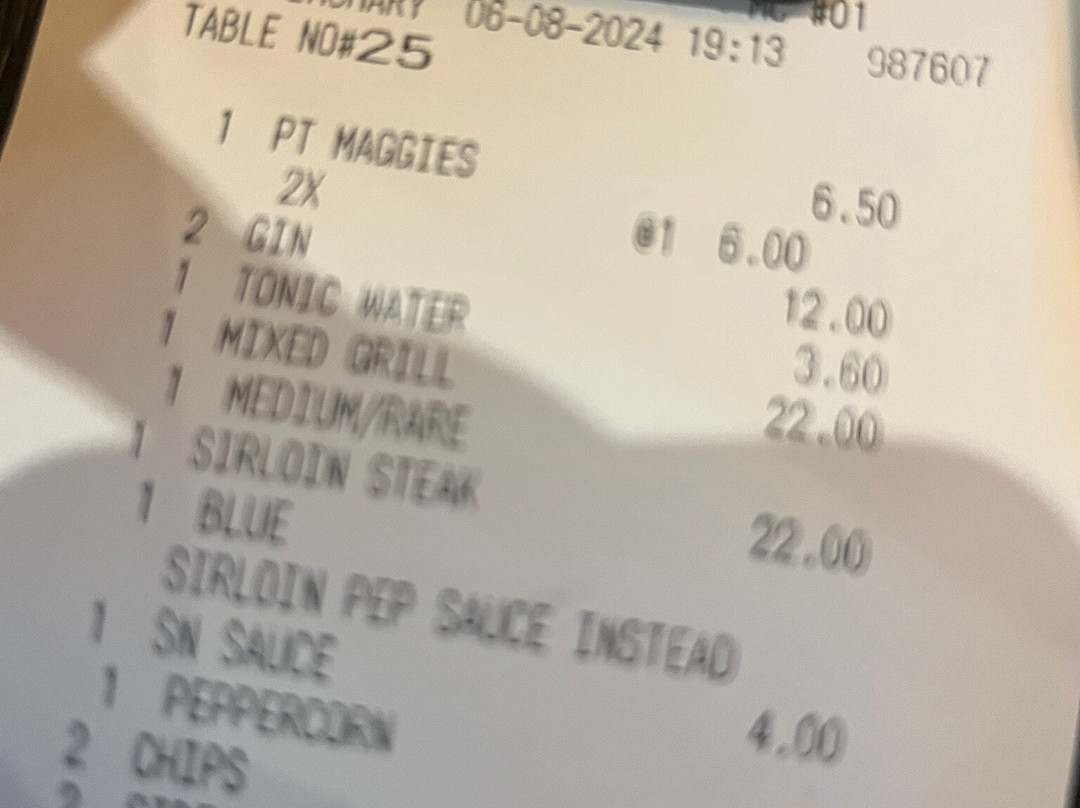 06-08-2024 19:13 #01
TABLE NO#25 987607
1 PT MAGGIES 6.50
2X @1 6.00
2 GIN 12.00
1 TONIC WATER 3.60
1 MIXED GRILL 22.00
1 MEDIUM/RARE
1 SIRLOIN STEAK 22.00
1 BLUE
SIRLOIN PEP SAUCE INSTEAD
1 SN SAUCE 4.00
1 PEPPERCORN
2 CHIPS
2